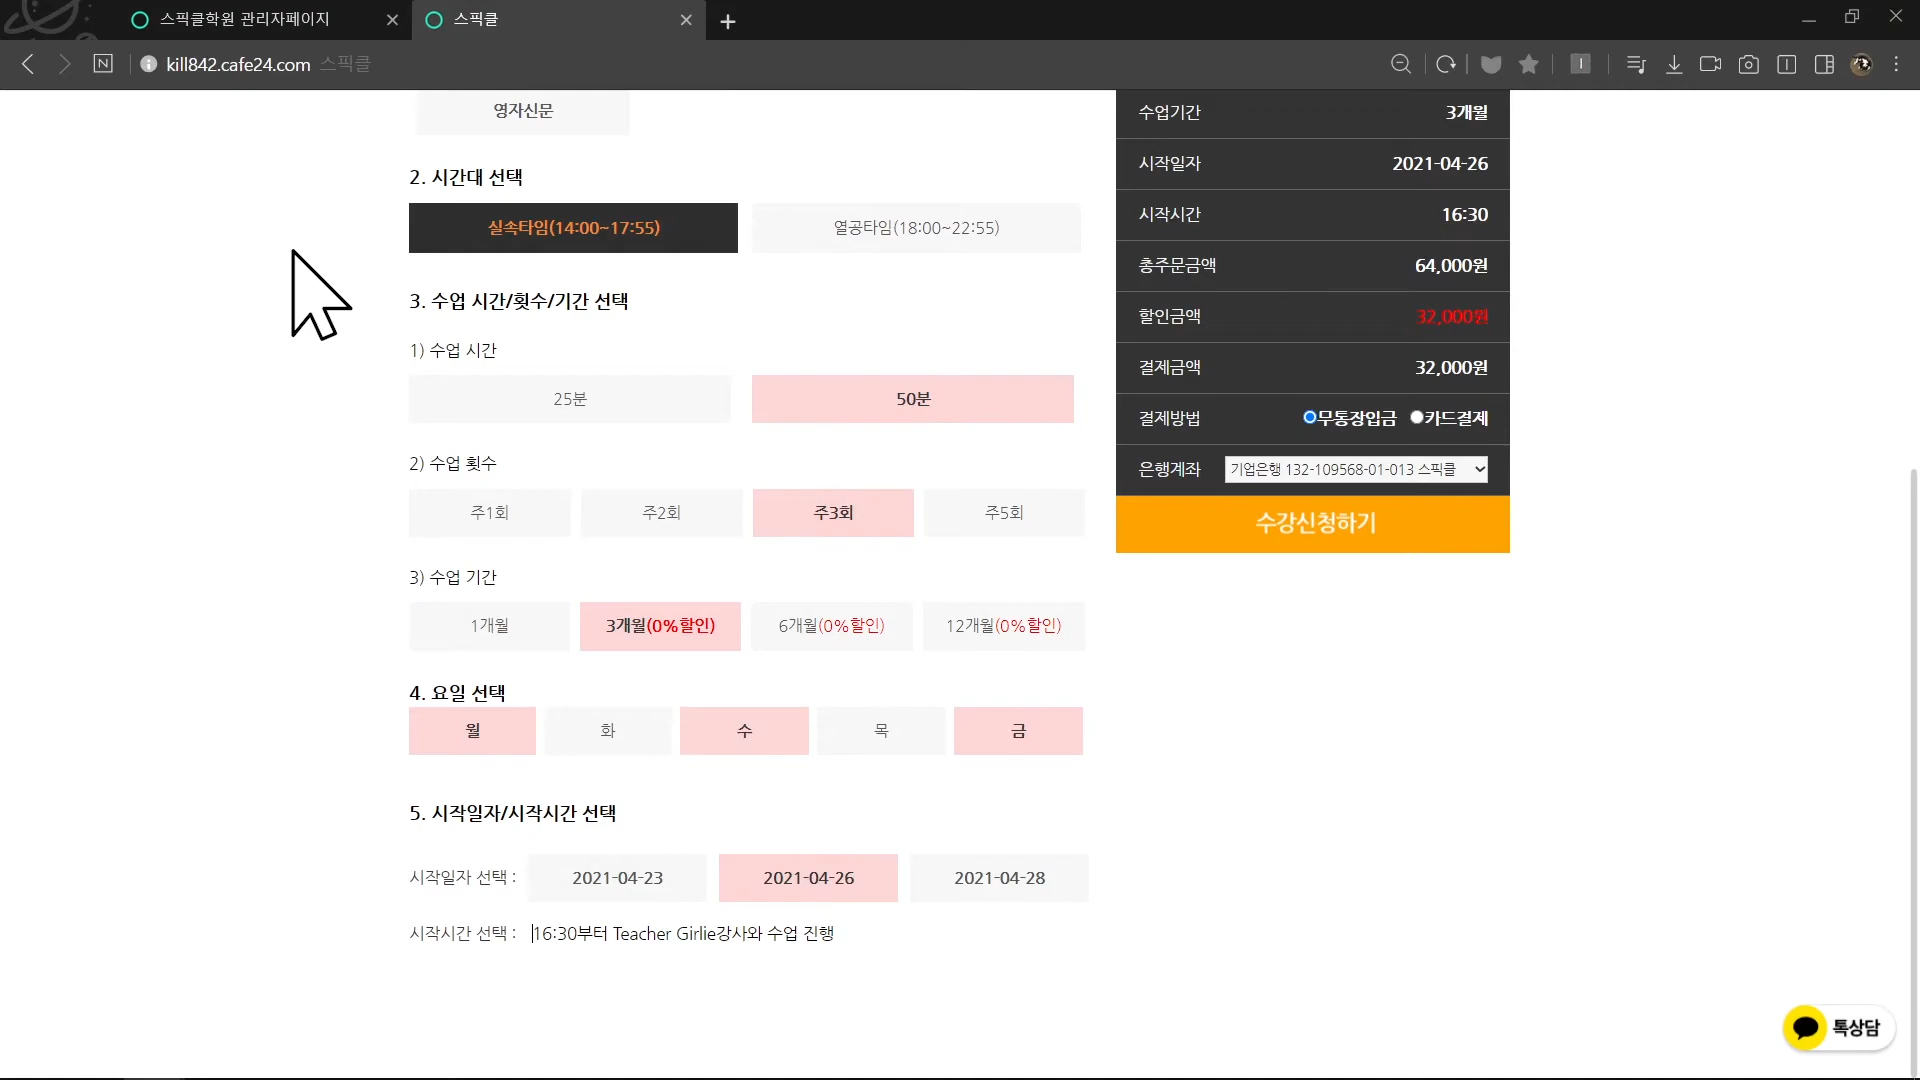 스픽클학원 관리자페이지
스픽클
kill842.cafe24.com 스픽클
영자신문
2. 시간대 선택
실속타임(14:00~17:55)
열공타임(18:00~22:55)
3. 수업 시간/횟수/기간 선택
1) 수업 시간
25분
50분
2) 수업 횟수
주1회
주2회
주3회
주5회
3) 수업 기간
1개월
3개월(0%할인)
6개월(0%할인)
12개월(0%할인)
4. 요일 선택
월
화
수
목
금
5. 시작일자/시작시간 선택
시작일자 선택 :
2021-04-23
2021-04-26
2021-04-28
시작시간 선택 : 16:30부터 Teacher Girlie강사와 수업 진행
수업기간 3개월
시작일자 2021-04-26
시작시간 16:30
총주문금액 64,000원
할인금액 32,000원
결제금액 32,000원
결제방법 무통장입금 카드결제
은행계좌 기업은행 132-109568-01-013 스픽클
수강신청하기
톡상담